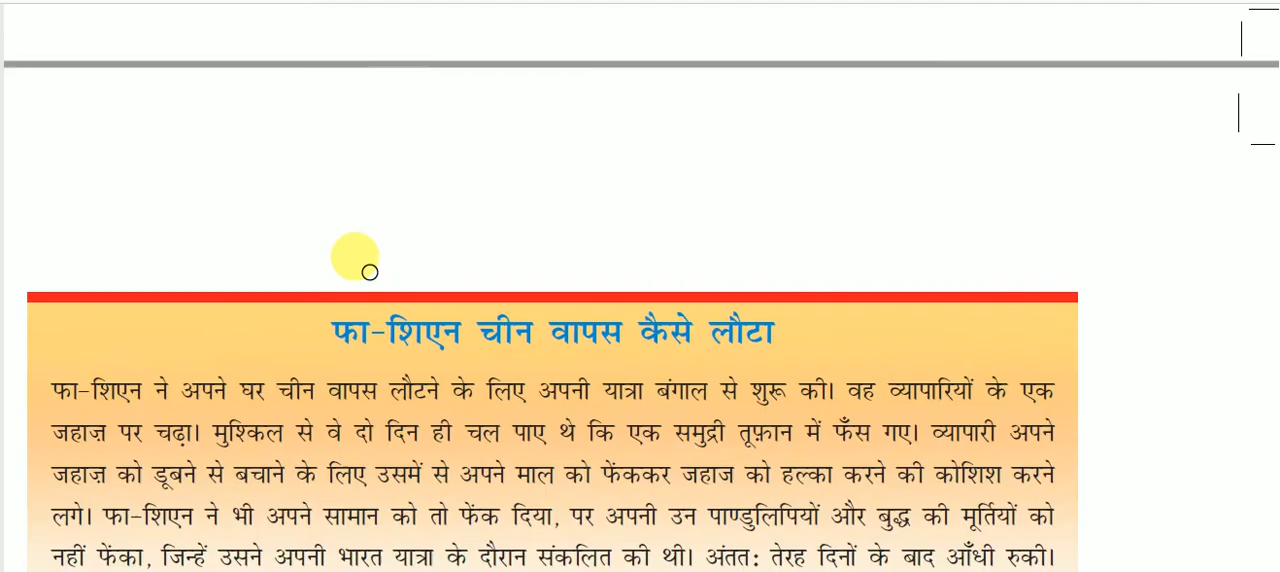 फा-शिएन चीन वापस कैसे लौटा
फा-शिएन ने अपने घर चीन वापस लौटने के लिए अपनी यात्रा बंगाल से शुरू की। वह व्यापारियों के एक
जहाज़ पर चढ़ा। मुश्किल से वे दो दिन ही चल पाए थे कि एक समुद्री तूफ़ान में फँस गए। व्यापारी अपने
जहाज़ को डूबने से बचाने के लिए उसमें से अपने माल को फेंककर जहाज को हल्का करने की कोशिश करने
लगे। फा-शिएन ने भी अपने सामान को तो फेंक दिया, पर अपनी उन पाण्डुलिपियों और बुद्ध की मूर्तियों को
नहीं फेंका, जिन्हें उसने अपनी भारत यात्रा के दौरान संकलित की थी। अंततः तेरह दिनों के बाद आँधी रुकी।